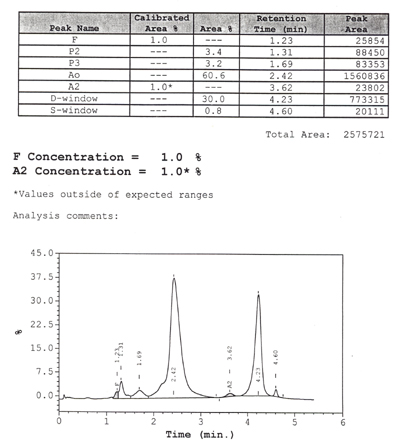 Peak Name Calibrated Area % Area % Retention Time (min) Peak Area
F 1.0 --- 1.23 25854
P2 --- 3.4 1.31 88450
P3 --- 3.2 1.69 83353
Ao --- 60.6 2.42 1560836
A2 1.0* --- 3.62 23802
D-window --- 30.0 4.23 773315
S-window --- 0.8 4.60 20111
Total Area: 2575721
F Concentration = 1.0 %
A2 Concentration = 1.0* %
*Values outside of expected ranges
Analysis comments:
45.0
37.5
30.0
22.5
15.0
7.5
0.0
%
F 1.23
1.31
1.69
2.42
A2 3.62
4.23
4.60
0 1 2 3 4 5 6
Time (min.)